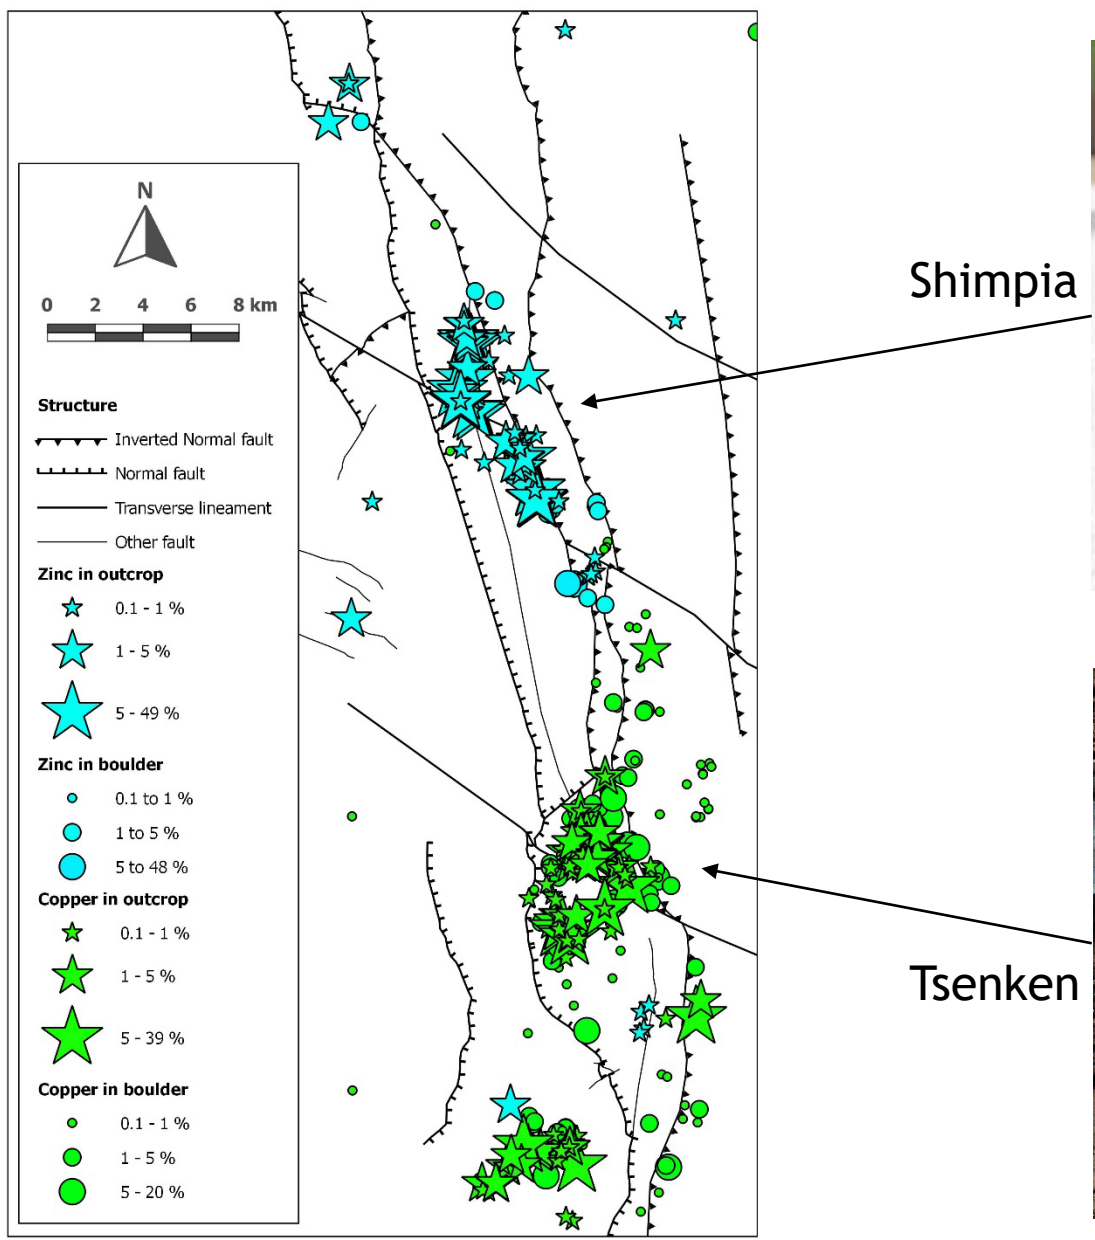 N
0 2 4 6 8 km
Structure
Inverted Normal fault
Normal fault
Transverse lineament
Other fault
Zinc in outcrop
0.1 - 1 %
1 - 5 %
5 - 49 %
Zinc in boulder
0.1 to 1 %
1 to 5 %
5 to 48 %
Copper in outcrop
0.1 - 1 %
1 - 5 %
5 - 39 %
Copper in boulder
0.1 - 1 %
1 - 5 %
5 - 20 %
Shimpia
Tsenken